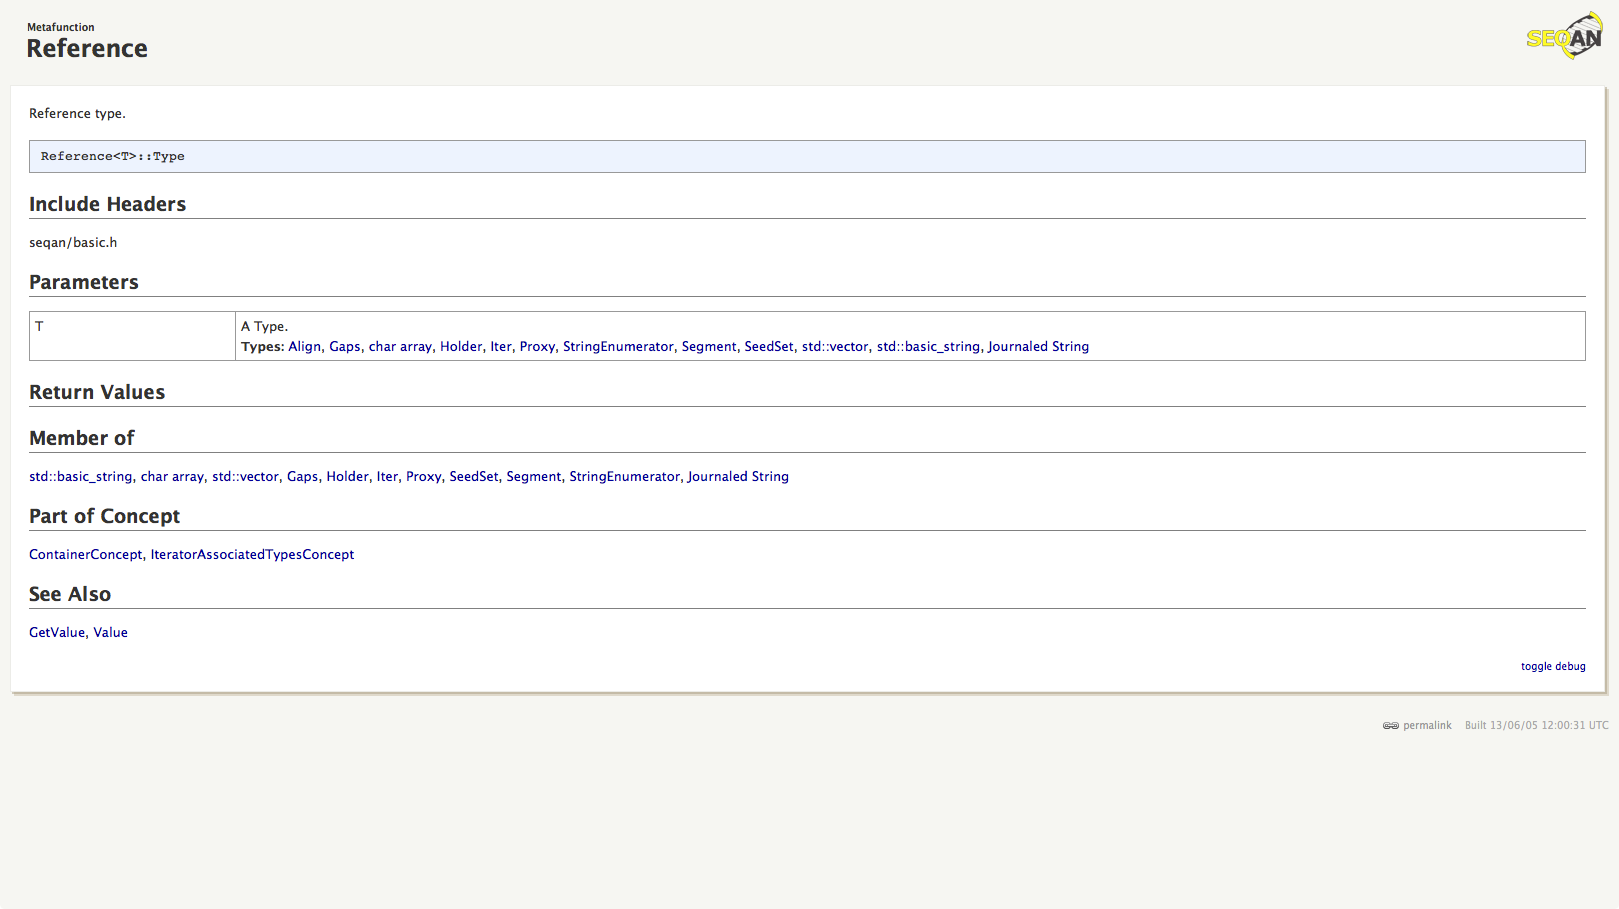 Metafunction
Reference
SEQAN
Reference type.
Reference<T>::Type
Include Headers
seqan/basic.h
Parameters
T
A Type.
Types: Align, Gaps, char array, Holder, Iter, Proxy, StringEnumerator, Segment, SeedSet, std::vector, std::basic_string, Journaled String
Return Values
Member of
std::basic_string, char array, std::vector, Gaps, Holder, Iter, Proxy, SeedSet, Segment, StringEnumerator, Journaled String
Part of Concept
ContainerConcept, IteratorAssociatedTypesConcept
See Also
GetValue, Value
toggle debug
permalink Built 13/06/05 12:00:31 UTC